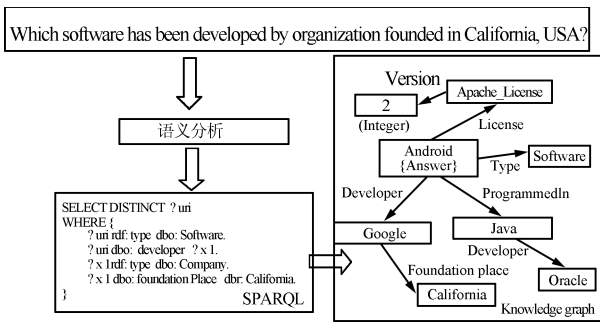 Which software has been developed by organization founded in California, USA?
语义分析
SELECT DISTINCT ? uri
WHERE {
? uri rdf: type dbo: Software.
? uri dbo: developer ? x 1.
? x 1rdf: type dbo: Company.
? x 1 dbo: foundation Place dbr: California.
}
SPARQL
Version
Apache_License
2
(Integer)
License
Android
{Answer}
Type
Software
Developer
ProgrammedIn
Google
Java
Developer
Foundation place
Oracle
California
Knowledge graph